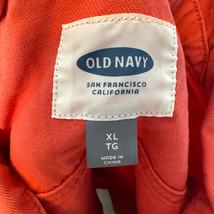 OLD NAVY
SAN FRANCISCO
CALIFORNIA
XL
TG
MADE IN
CHINA